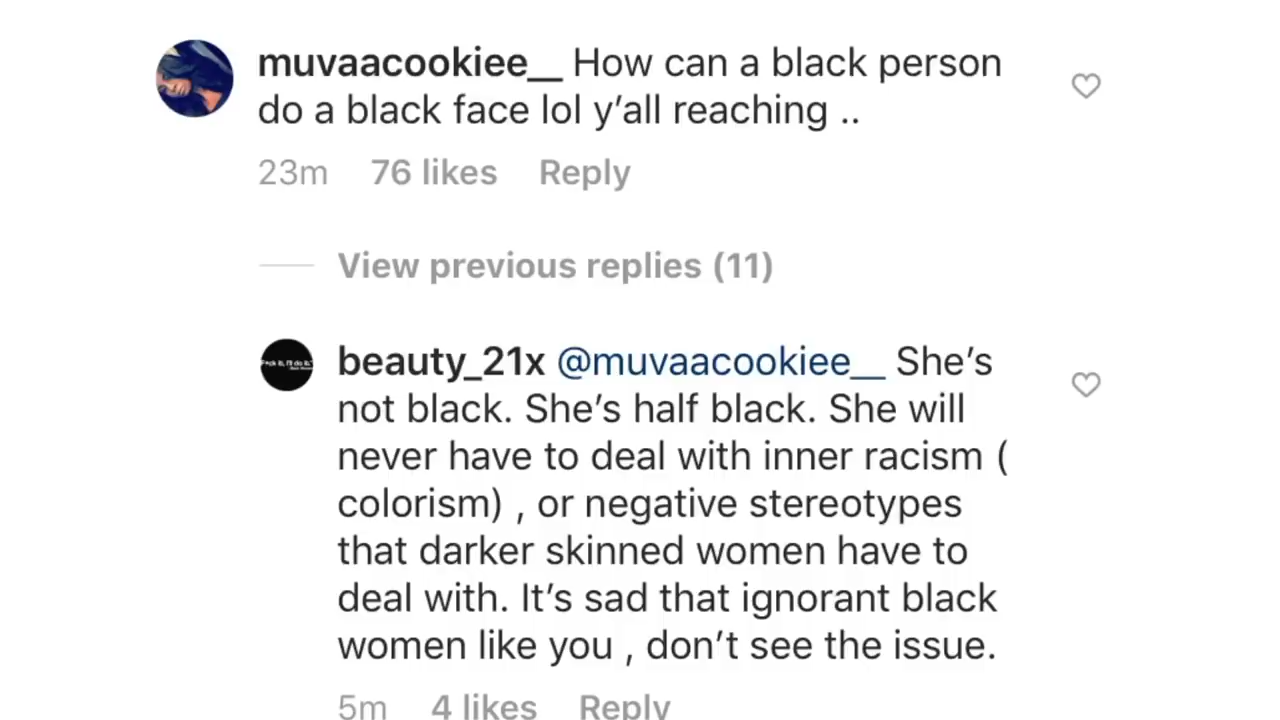 muvaacookiee__ How can a black person
do a black face lol y’all reaching ..
23m 76 likes Reply
View previous replies (11)
beauty_21x @muvaacookiee__ She’s
not black. She’s half black. She will
never have to deal with inner racism (
colorism) , or negative stereotypes
that darker skinned women have to
deal with. It’s sad that ignorant black
women like you , don’t see the issue.
5m 4 likes Reply